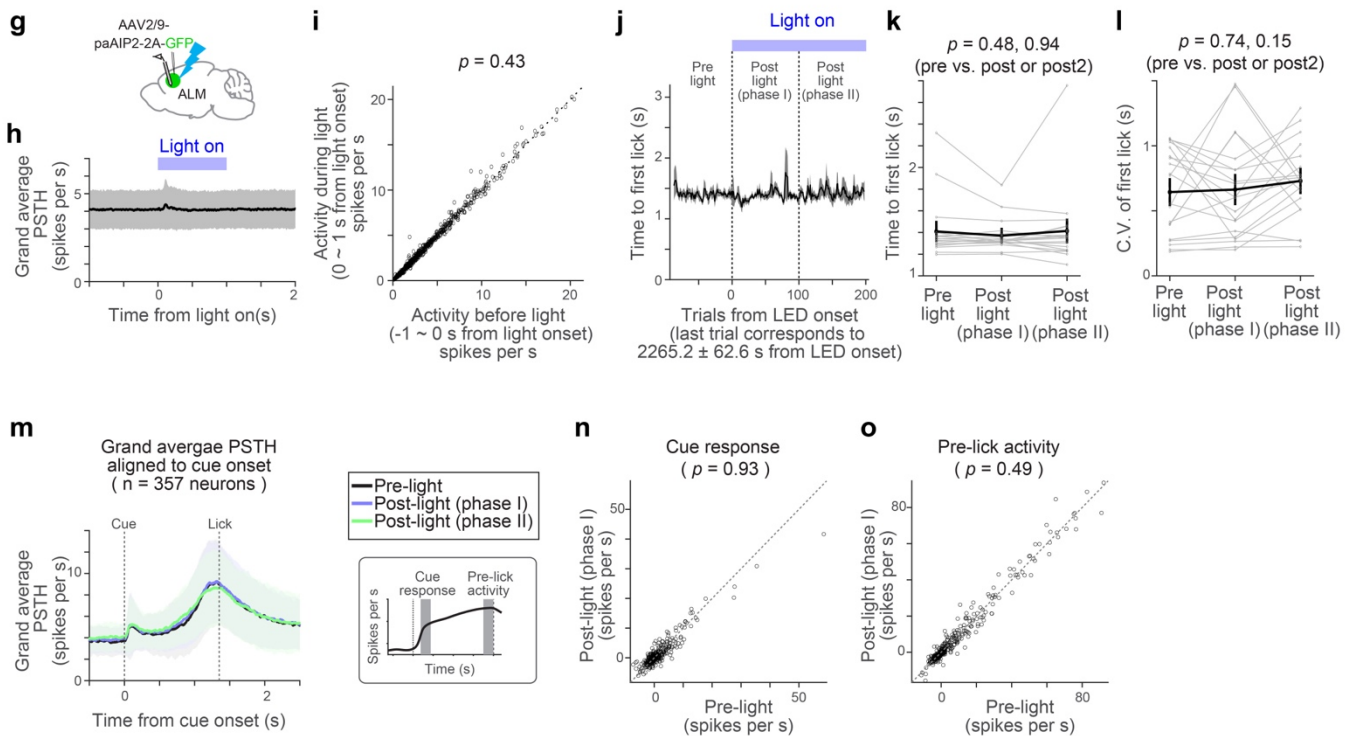 g
AAV2/9-
paAIP2-2A-GFP
ALM
h
Light on
Grand average
PSTH
(spikes per s)
5
0
0
2
Time from light on(s)
i
p = 0.43
Activity during light
(0 ~ 1 s from light onset)
spikes per s
20
10
0
0
10
20
Activity before light
(-1 ~ 0 s from light onset)
spikes per s
j
Light on
Pre
light
Post
light
(phase I)
Post
light
(phase II)
Time to first lick (s)
3
2
1
0
0
100
200
Trials from LED onset
(last trial corresponds to
2265.2 ± 62.6 s from LED onset)
k
p = 0.48, 0.94
(pre vs. post or post2)
Time to first lick (s)
3
2
1
Pre
light
Post
light
(phase I)
Post
light
(phase II)
l
p = 0.74, 0.15
(pre vs. post or post2)
C.V. of first lick (s)
1
0
Pre
light
Post
light
(phase I)
Post
light
(phase II)
m
Grand avergae PSTH
aligned to cue onset
( n = 357 neurons )
Cue
Lick
Grand average
PSTH
(spikes per s)
10
0
0
2
Time from cue onset (s)
Pre-light
Post-light (phase I)
Post-light (phase II)
Cue
response
Pre-lick
activity
Spikes per s
Time (s)
n
Cue response
( p = 0.93 )
Post-light (phase I)
(spikes per s)
50
0
0
50
Pre-light
(spikes per s)
o
Pre-lick activity
( p = 0.49 )
Post-light (phase I)
(spikes per s)
80
0
0
80
Pre-light
(spikes per s)